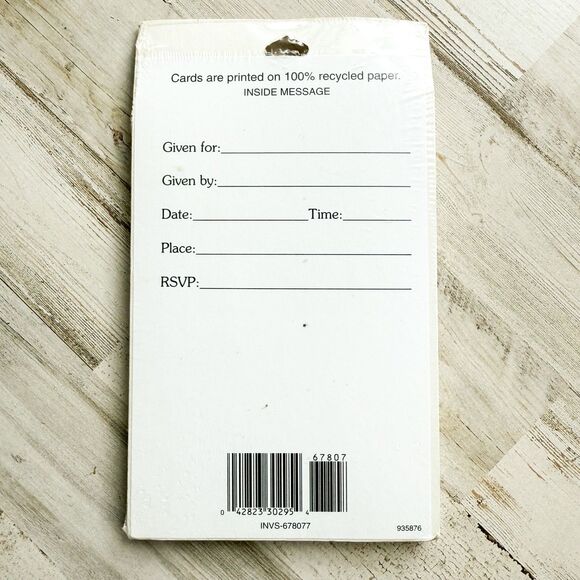 Cards are printed on 100% recycled paper.
INSIDE MESSAGE
Given for:
Given by:
Date: Time:
Place:
RSVP:
67807
0 42823 30295 4
INVS-678077
935876